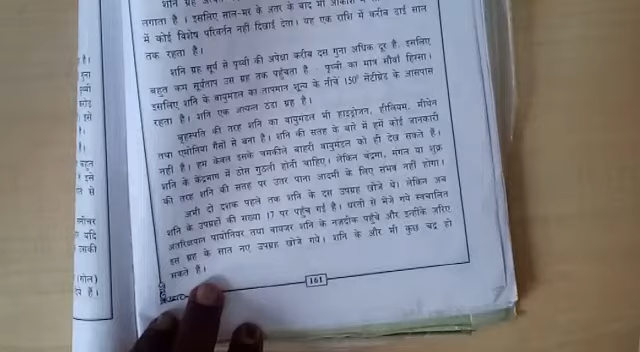 लगाता है । इसलिए साल-भर के अंतर के बाद भी आकाश में
में कोई विशेष परिवर्तन नहीं दिखाई देगा। यह एक राशि में करीब ढाई साल
तक रहता है।
शनि ग्रह सूर्य से पृथ्वी की अपेक्षा करीब दस गुना अधिक दूर है, इसलिए
बहुत कम सूर्यताप उस ग्रह तक पहुँचता है - पृथ्वी का मात्र सौवाँ हिस्सा।
इसलिए शनि के वायुमंडल का तापमान शून्य के नीचे 150° सेंटीग्रेड के आसपास
रहता है। शनि एक अत्यन्त ठंडा ग्रह है।
बृहस्पति की तरह शनि का वायुमंडल भी हाइड्रोजन, हीलियम, मीथेन
तथा एमोनिया गैसों से बना है। शनि की सतह के बारे में हमें कोई जानकारी
नहीं है। हम केवल इसके चमकीले बाहरी वायुमंडल को ही देख सकते हैं।
शनि के केंद्रभाग में ठोस गुठली होनी चाहिए। लेकिन चंद्रमा, मंगल या शुक्र
की तरह शनि की सतह पर उतर पाना आदमी के लिए संभव नहीं होगा।
अभी दो दशक पहले तक शनि के दस उपग्रह खोजे थे। लेकिन अब
शनि के उपग्रहों की संख्या 17 पर पहुँच गई है। धरती से भेजे गये स्वचालित
अंतरिक्षयान पायोनियर तथा वायजर शनि के नजदीक पहुँचे और इन्हीके जरिए
इस ग्रह के सात नए उपग्रह खोजे गये। शनि के और भी कुछ चंद्र हो
सकते हैं।
161